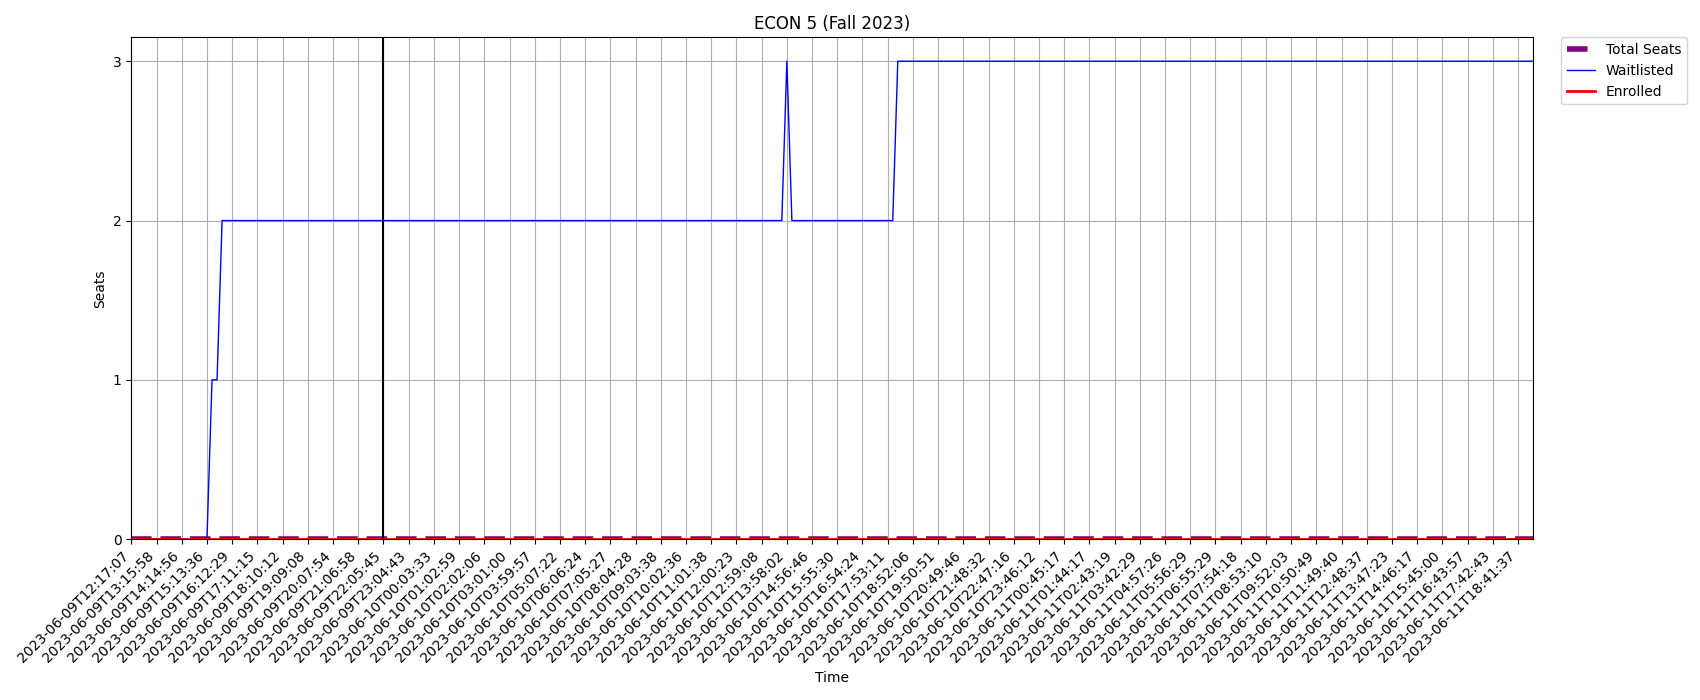 ECON 5 (Fall 2023)
Total Seats
Waitlisted
Enrolled
Seats
3
2
1
0
2023-06-09T12:17:07
2023-06-09T13:15:58
2023-06-09T14:14:56
2023-06-09T15:13:36
2023-06-09T16:12:29
2023-06-09T17:11:15
2023-06-09T18:10:12
2023-06-09T19:09:08
2023-06-09T20:07:54
2023-06-09T21:06:58
2023-06-09T22:05:45
2023-06-09T23:04:43
2023-06-10T00:03:33
2023-06-10T01:02:59
2023-06-10T02:02:06
2023-06-10T03:01:00
2023-06-10T03:59:57
2023-06-10T05:07:22
2023-06-10T06:06:24
2023-06-10T07:05:27
2023-06-10T08:04:28
2023-06-10T09:03:38
2023-06-10T10:02:36
2023-06-10T11:01:38
2023-06-10T12:00:23
2023-06-10T12:59:08
2023-06-10T13:58:02
2023-06-10T14:56:46
2023-06-10T15:55:30
2023-06-10T16:54:24
2023-06-10T17:53:11
2023-06-10T18:52:06
2023-06-10T19:50:51
2023-06-10T20:49:46
2023-06-10T21:48:32
2023-06-10T22:47:16
2023-06-10T23:46:12
2023-06-11T00:45:17
2023-06-11T01:44:17
2023-06-11T02:43:19
2023-06-11T03:42:29
2023-06-11T04:57:26
2023-06-11T05:56:29
2023-06-11T06:55:29
2023-06-11T07:54:18
2023-06-11T08:53:10
2023-06-11T09:52:03
2023-06-11T10:50:49
2023-06-11T11:49:40
2023-06-11T12:48:37
2023-06-11T13:47:23
2023-06-11T14:46:17
2023-06-11T15:45:00
2023-06-11T16:43:57
2023-06-11T17:42:43
2023-06-11T18:41:37
Time